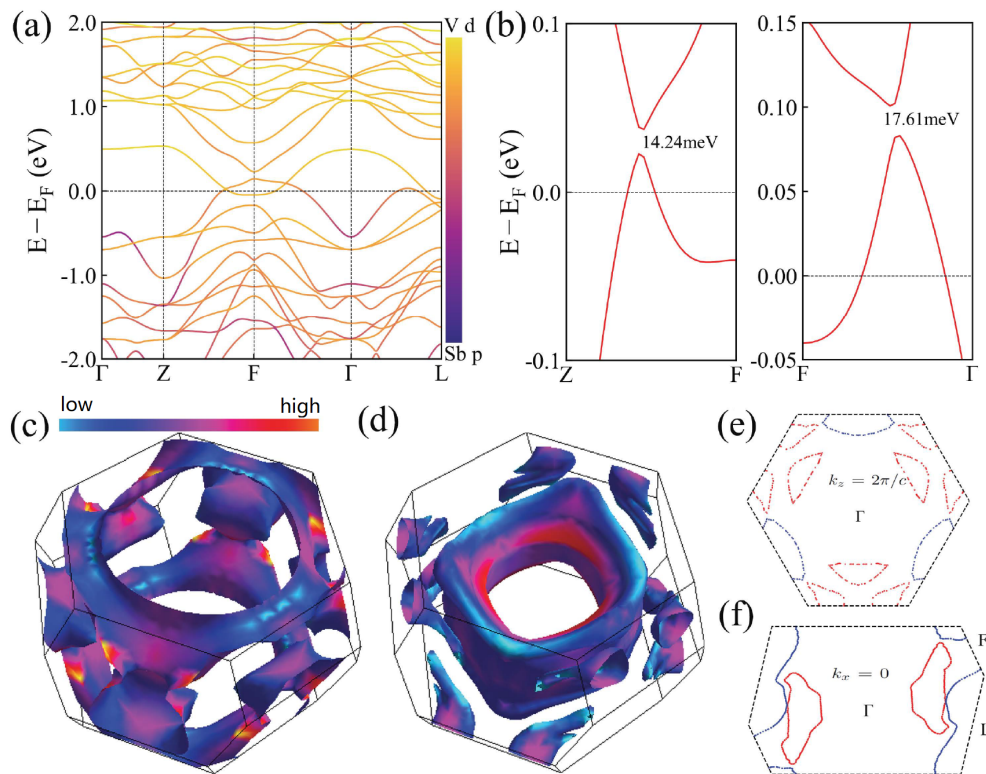 (a)
V d
2.0
1.0
0.0
-1.0
-2.0
E − E_F (eV)
Γ Z F Γ L
Sb p
(b)
0.1
0.0
-0.1
E − E_F (eV)
14.24meV
Z F
0.15
0.10
0.05
0.00
-0.05
17.61meV
F Γ
(c)
low high
(d)
(e)
k_z = 2π/c
Γ
(f)
k_x = 0
Γ
F
L